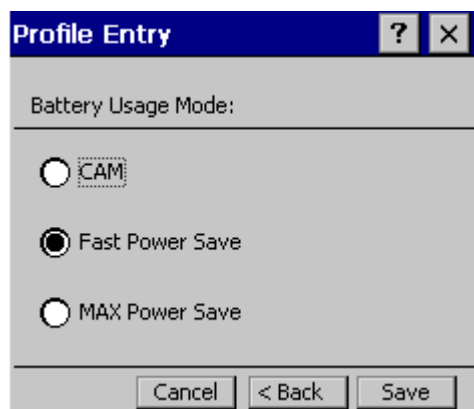 Profile Entry ? ×
Battery Usage Mode:
CAM
Fast Power Save
MAX Power Save
Cancel < Back Save